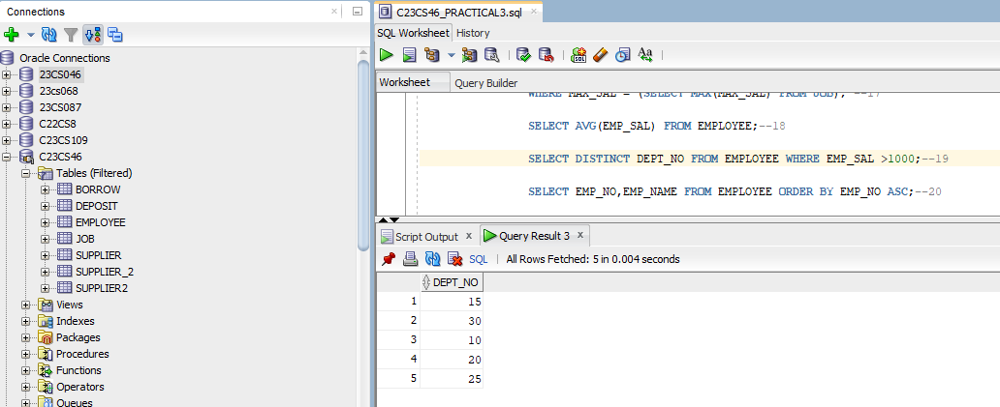 Connections
Oracle Connections
23CS046
23cs068
23CS087
C22CS8
C23CS109
C23CS46
Tables (Filtered)
BORROW
DEPOSIT
EMPLOYEE
JOB
SUPPLIER
SUPPLIER_2
SUPPLIER2
Views
Indexes
Packages
Procedures
Functions
Operators
Queues
C23CS46_PRACTICAL3.sql
SQL Worksheet History
Worksheet Query Builder
WHERE MAX_SAL = (SELECT MAX(MAX_SAL) FROM JOB); --17
SELECT AVG(EMP_SAL) FROM EMPLOYEE;--18
SELECT DISTINCT DEPT_NO FROM EMPLOYEE WHERE EMP_SAL >1000;--19
SELECT EMP_NO,EMP_NAME FROM EMPLOYEE ORDER BY EMP_NO ASC;--20
Script Output x Query Result 3 x
SQL | All Rows Fetched: 5 in 0.004 seconds
DEPT_NO
1 15
2 30
3 10
4 20
5 25